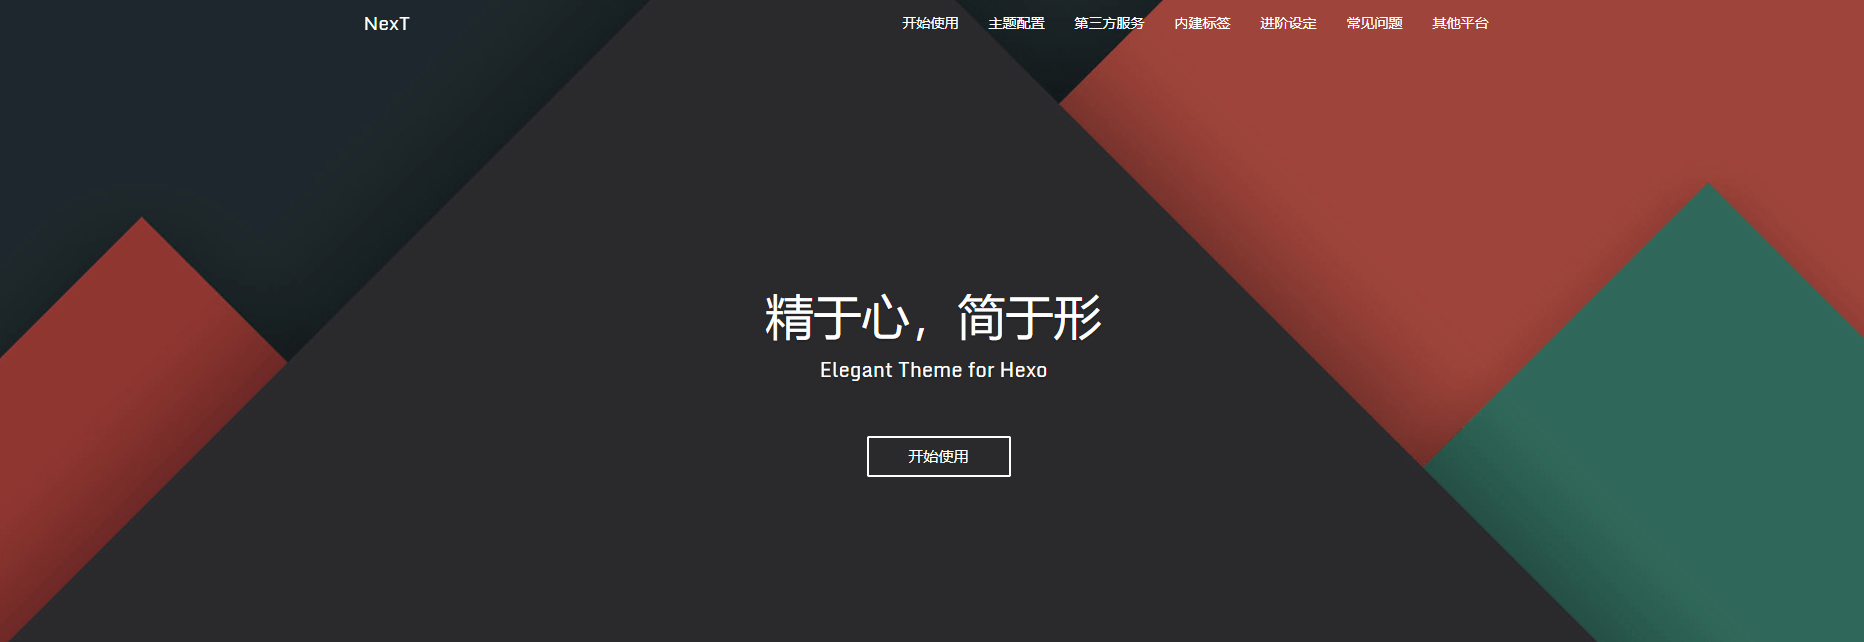 NexT 开始使用 主题配置 第三方服务 内建标签 进阶设定 常见问题 其他平台
精于心，简于形
Elegant Theme for Hexo
开始使用